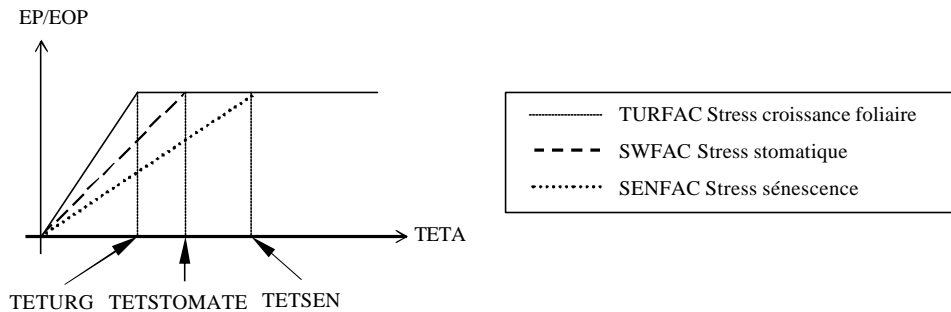 EP/EOP
TURFAC Stress croissance foliaire
SWFAC Stress stomatique
SENFAC Stress sénescence
TETA
TETURG TETSTOMATE TETSEN